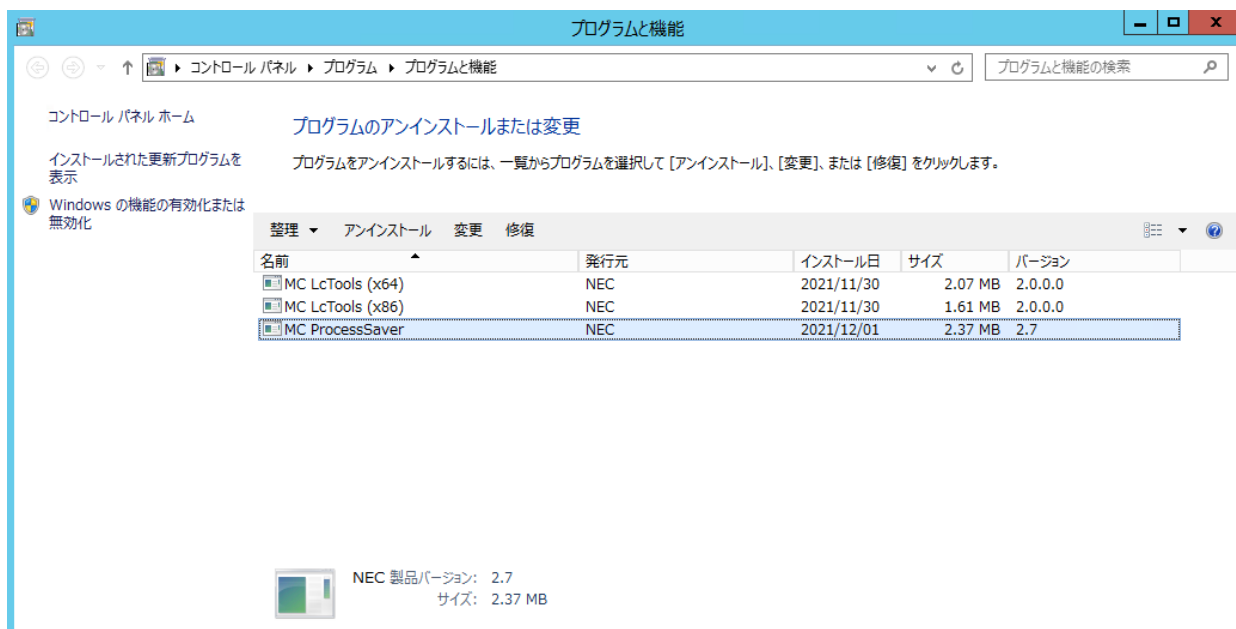 プログラムと機能
コントロール パネル プログラム プログラムと機能
プログラムと機能の検索
コントロール パネル ホーム
インストールされた更新プログラムを
表示
Windows の機能の有効化または
無効化
プログラムのアンインストールまたは変更
プログラムをアンインストールするには、一覧からプログラムを選択して [アンインストール]、[変更]、または [修復] をクリックします。
整理 アンインストール 変更 修復
名前 発行元 インストール日 サイズ バージョン
MC LcTools (x64) NEC 2021/11/30 2.07 MB 2.0.0.0
MC LcTools (x86) NEC 2021/11/30 1.61 MB 2.0.0.0
MC ProcessSaver NEC 2021/12/01 2.37 MB 2.7
NEC 製品バージョン: 2.7
サイズ: 2.37 MB